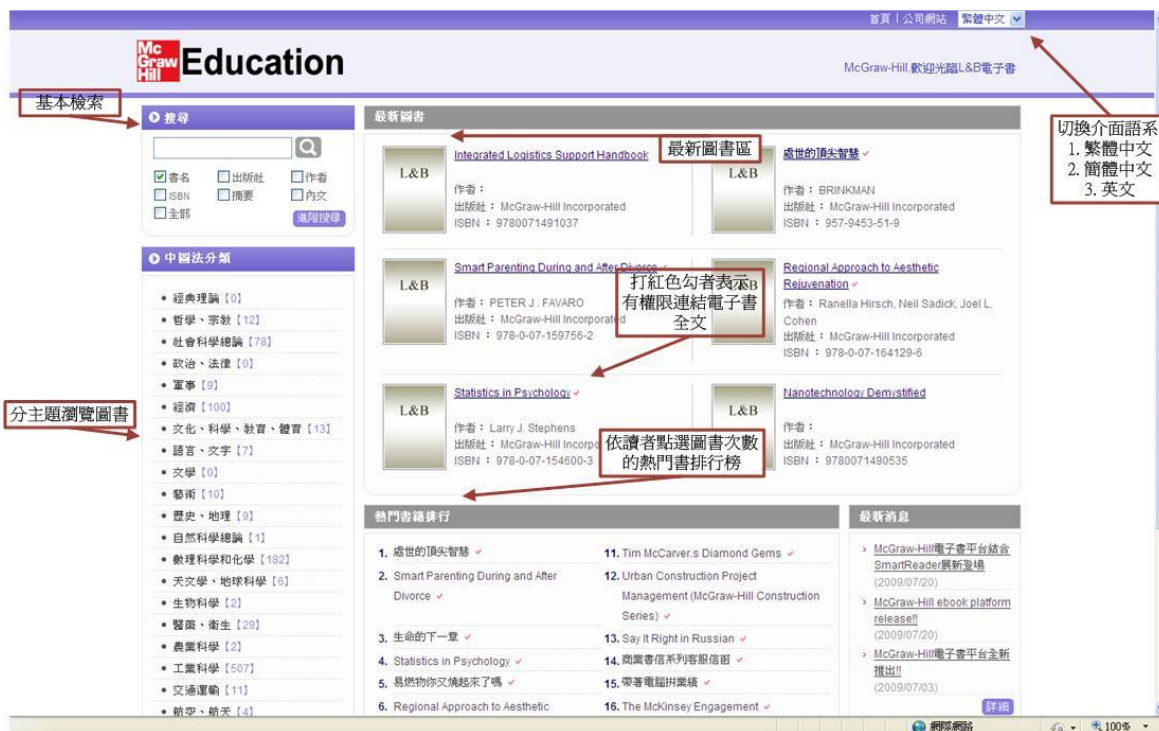 首頁 | 公司網站 繁體中文
Mc
Graw
Hill
Education
McGraw-Hill,歡迎光臨L&B電子書
基本檢索
搜尋
書名 出版社 作者
ISBN 摘要 內文
全部 進階搜尋
中圖法分類
經典理論【0】
哲學、宗教【12】
社會科學總論【78】
政治、法律【0】
軍事【9】
經濟【100】
文化、科學、教育、體育【13】
語言、文字【7】
文學【0】
藝術【10】
歷史、地理【9】
自然科學總論【1】
數理科學和化學【182】
天文學、地球科學【6】
生物科學【2】
醫藥、衛生【29】
農業科學【2】
工業科學【507】
交通運輸【11】
航空、航天【4】
分主題瀏覽圖書
最新圖書
最新圖書區
L&B
Integrated Logistics Support Handbook
作者：
出版社： McGraw-Hill Incorporated
ISBN ： 9780071491037
L&B
處世的頂尖智慧
作者： BRINKMAN
出版社： McGraw-Hill Incorporated
ISBN ： 957-9453-51-9
L&B
Smart Parenting During and After Divorce
作者： PETER J. FAVARO
出版社： McGraw-Hill Incorporated
ISBN ： 978-0-07-159756-2
打紅色勾者表示
有權限連結電子書
全文
Regional Approach to Aesthetic
Rejuvenation
作者： Ranella Hirsch, Neil Sadick, Joel L.
Cohen
出版社： McGraw-Hill Incorporated
ISBN ： 978-0-07-164129-6
L&B
Statistics in Psychology
作者： Larry J. Stephens
出版社： McGraw-Hill Incorpo
ISBN ： 978-0-07-154600-3
依讀者點選圖書次數
的熱門書排行榜
L&B
Nanotechnology Demystified
作者：
出版社： McGraw-Hill Incorporated
ISBN ： 9780071490535
切換介面語系
1. 繁體中文
2. 簡體中文
3. 英文
熱門書籍排行
1. 處世的頂尖智慧
2. Smart Parenting During and After
Divorce
3. 生命的下一章
4. Statistics in Psychology
5. 易燃物你又燒起來了嗎
6. Regional Approach to Aesthetic
11. Tim McCarver.s Diamond Gems
12. Urban Construction Project
Management (McGraw-Hill Construction
Series)
13. Say It Right in Russian
14. 商業書信系列客服信函
15. 帶著電腦拼業績
16. The McKinsey Engagement
最新消息
McGraw-Hill電子書平台結合
SmartReader展新登場
(2009/07/20)
McGraw-Hill ebook platform
release!!
(2009/07/20)
McGraw-Hill電子書平台全新
推出!!
(2009/07/03)
詳細
網際網路
100%